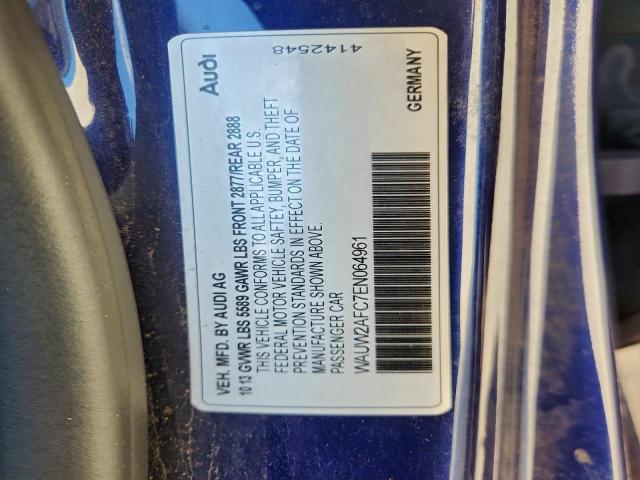 VEH. MFD. BY AUDI AG
10 13 GVWR LBS 5589 GAWR LBS FRONT 2877/REAR 2888
THIS VEHICLE CONFORMS TO ALL APPLICABLE U.S.
FEDERAL MOTOR VEHICLE SAFTEY, BUMPER, AND THEFT
PREVENTION STANDARDS IN EFFECT ON THE DATE OF
MANUFACTURE SHOWN ABOVE.
PASSENGER CAR
WAUW2AFC7EN064961
Audi
4142548
GERMANY